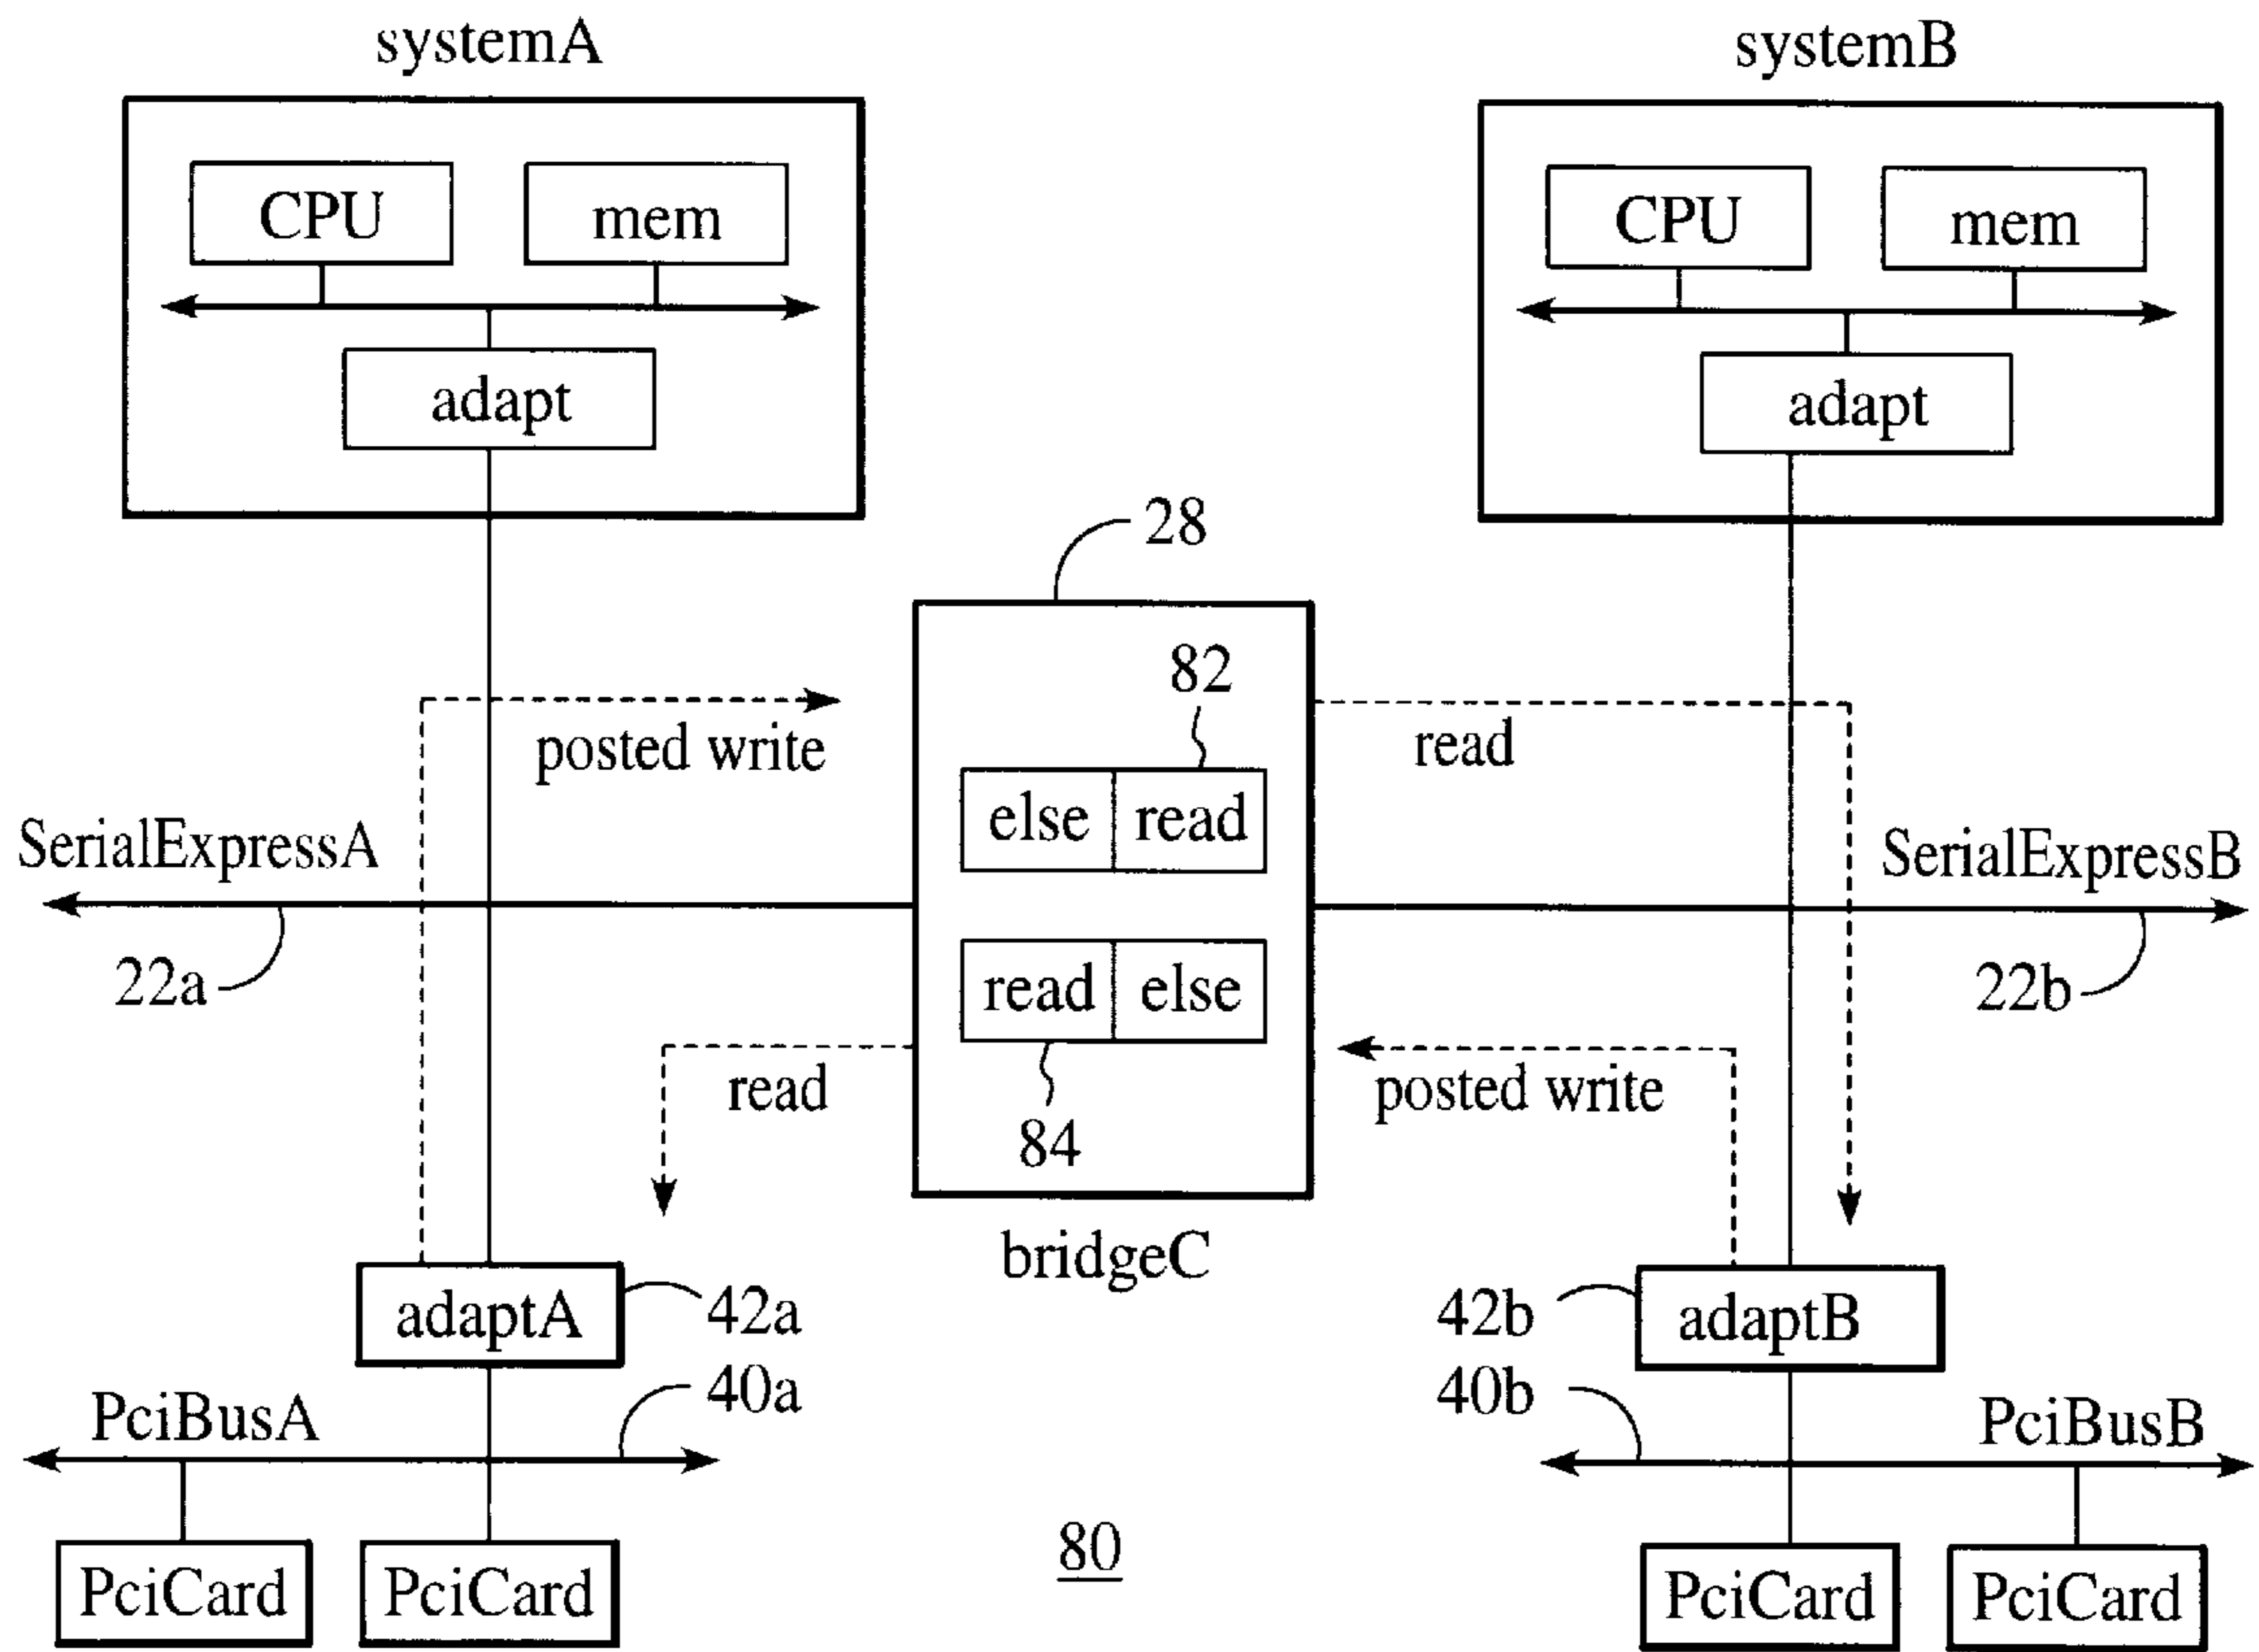 systemA
systemB
CPU
mem
CPU
mem
adapt
adapt
28
82
posted write
read
else
read
SerialExpressA
SerialExpressB
22a
read
else
22b
read
posted write
84
bridgeC
adaptA
42a
42b
adaptB
PciBusA
40a
40b
PciBusB
80
PciCard
PciCard
PciCard
PciCard